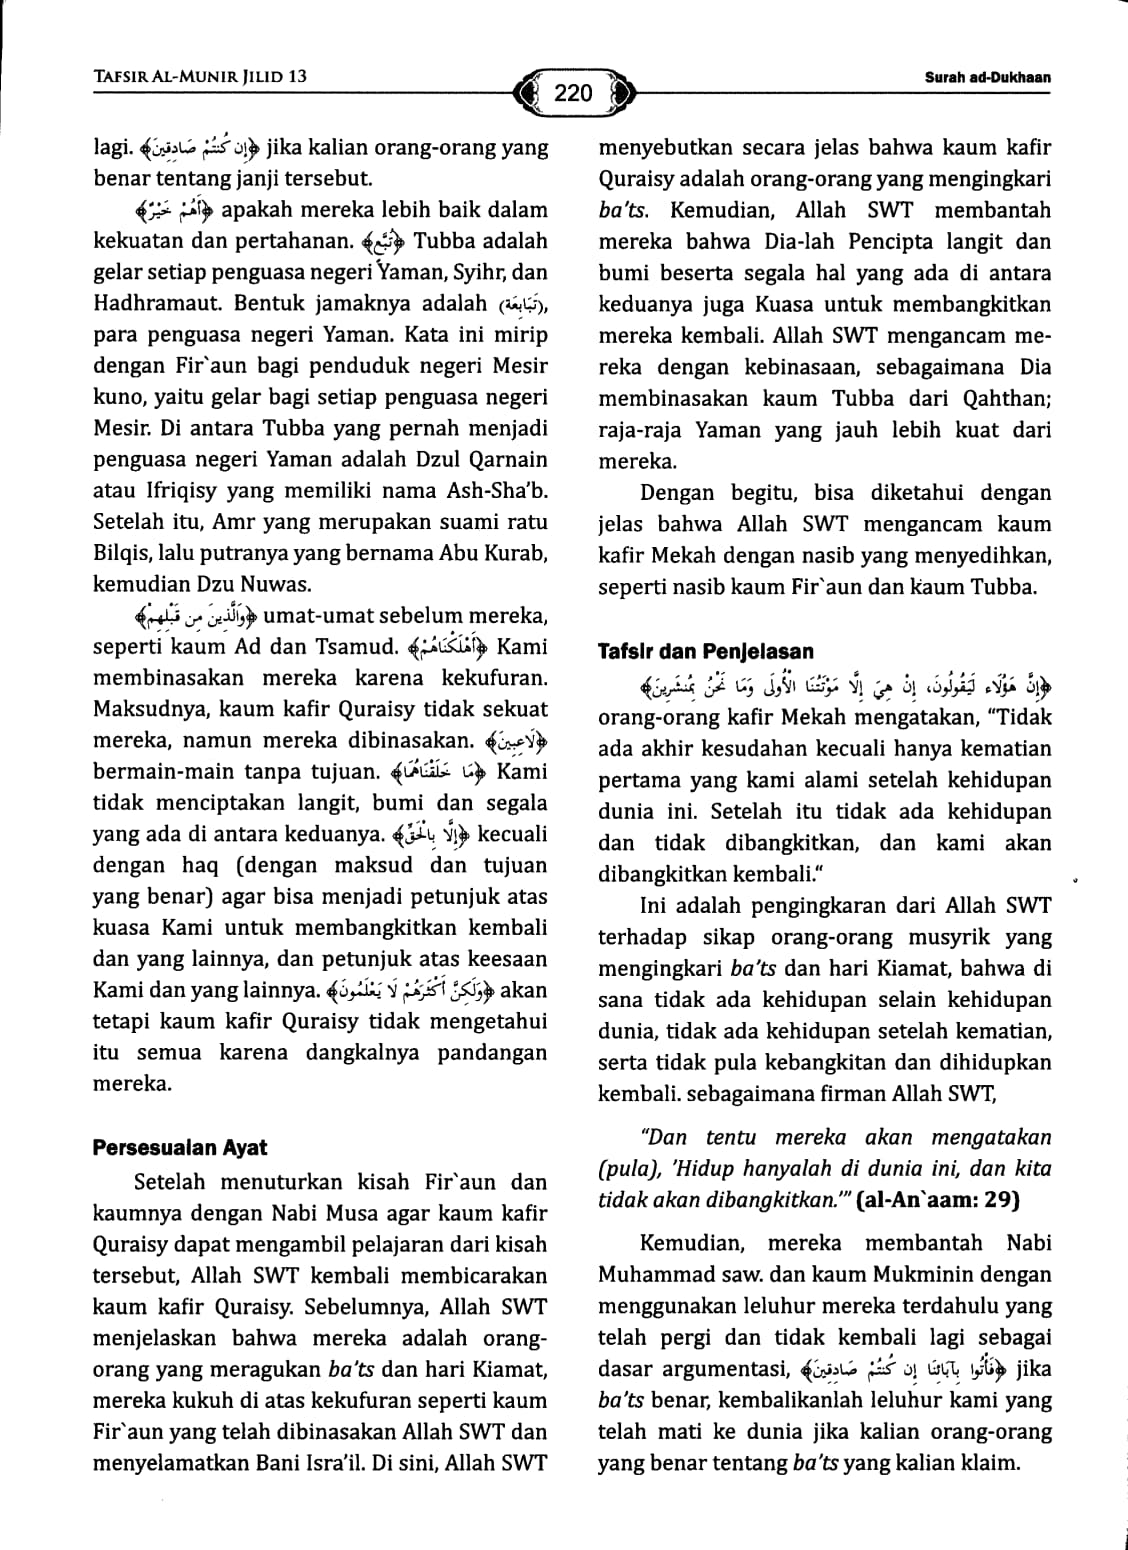 TAFSIR AL-MUNIR JILID 13
220
Surah ad-Dukhaan
lagi. ﴿إِن كُنتُمْ صَادِقِينَ﴾ jika kalian orang-orang yang
benar tentang janji tersebut.
﴿أَهُمْ خَيْرٌ﴾ apakah mereka lebih baik dalam
kekuatan dan pertahanan. ﴿تُبَّعٍ﴾ Tubba adalah
gelar setiap penguasa negeri Yaman, Syihr, dan
Hadhramaut. Bentuk jamaknya adalah (تَبَابِعَة),
para penguasa negeri Yaman. Kata ini mirip
dengan Fir`aun bagi penduduk negeri Mesir
kuno, yaitu gelar bagi setiap penguasa negeri
Mesir. Di antara Tubba yang pernah menjadi
penguasa negeri Yaman adalah Dzul Qarnain
atau Ifriqisy yang memiliki nama Ash-Sha'b.
Setelah itu, Amr yang merupakan suami ratu
Bilqis, lalu putranya yang bernama Abu Kurab,
kemudian Dzu Nuwas.
﴿وَالَّذِينَ مِن قَبْلِهِمْ﴾ umat-umat sebelum mereka,
seperti kaum Ad dan Tsamud. ﴿أَهْلَكْنَاهُمْ﴾ Kami
membinasakan mereka karena kekufuran.
Maksudnya, kaum kafir Quraisy tidak sekuat
mereka, namun mereka dibinasakan. ﴿لَاعِبِينَ﴾
bermain-main tanpa tujuan. ﴿مَا خَلَقْنَاهُمَا﴾ Kami
tidak menciptakan langit, bumi dan segala
yang ada di antara keduanya. ﴿إِلَّا بِالْحَقِّ﴾ kecuali
dengan haq (dengan maksud dan tujuan
yang benar) agar bisa menjadi petunjuk atas
kuasa Kami untuk membangkitkan kembali
dan yang lainnya, dan petunjuk atas keesaan
Kami dan yang lainnya. ﴿وَلَكِنَّ أَكْثَرَهُمْ لَا يَعْلَمُونَ﴾ akan
tetapi kaum kafir Quraisy tidak mengetahui
itu semua karena dangkalnya pandangan
mereka.
Persesuaian Ayat
Setelah menuturkan kisah Fir`aun dan
kaumnya dengan Nabi Musa agar kaum kafir
Quraisy dapat mengambil pelajaran dari kisah
tersebut, Allah SWT kembali membicarakan
kaum kafir Quraisy. Sebelumnya, Allah SWT
menjelaskan bahwa mereka adalah orang-
orang yang meragukan ba'ts dan hari Kiamat,
mereka kukuh di atas kekufuran seperti kaum
Fir`aun yang telah dibinasakan Allah SWT dan
menyelamatkan Bani Isra'il. Di sini, Allah SWT
menyebutkan secara jelas bahwa kaum kafir
Quraisy adalah orang-orang yang mengingkari
ba'ts. Kemudian, Allah SWT membantah
mereka bahwa Dia-lah Pencipta langit dan
bumi beserta segala hal yang ada di antara
keduanya juga Kuasa untuk membangkitkan
mereka kembali. Allah SWT mengancam me-
reka dengan kebinasaan, sebagaimana Dia
membinasakan kaum Tubba dari Qahthan;
raja-raja Yaman yang jauh lebih kuat dari
mereka.
Dengan begitu, bisa diketahui dengan
jelas bahwa Allah SWT mengancam kaum
kafir Mekah dengan nasib yang menyedihkan,
seperti nasib kaum Fir`aun dan kaum Tubba.
Tafsir dan Penjelasan
﴿إِنَّ هَؤُلَاءِ لَيَقُولُونَ، إِنْ هِيَ إِلَّا مَوْتَتُنَا الْأُولَى وَمَا نَحْنُ بِمُنشَرِينَ﴾
orang-orang kafir Mekah mengatakan, “Tidak
ada akhir kesudahan kecuali hanya kematian
pertama yang kami alami setelah kehidupan
dunia ini. Setelah itu tidak ada kehidupan
dan tidak dibangkitkan, dan kami akan
dibangkitkan kembali.“
Ini adalah pengingkaran dari Allah SWT
terhadap sikap orang-orang musyrik yang
mengingkari ba'ts dan hari Kiamat, bahwa di
sana tidak ada kehidupan selain kehidupan
dunia, tidak ada kehidupan setelah kematian,
serta tidak pula kebangkitan dan dihidupkan
kembali. sebagaimana firman Allah SWT,
“Dan tentu mereka akan mengatakan
(pula), 'Hidup hanyalah di dunia ini, dan kita
tidak akan dibangkitkan.'” (al-An`aam: 29)
Kemudian, mereka membantah Nabi
Muhammad saw. dan kaum Mukminin dengan
menggunakan leluhur mereka terdahulu yang
telah pergi dan tidak kembali lagi sebagai
dasar argumentasi, ﴿فَأْتُوا بِآبَائِنَا إِن كُنتُمْ صَادِقِينَ﴾ jika
ba'ts benar, kembalikanlah leluhur kami yang
telah mati ke dunia jika kalian orang-orang
yang benar tentang ba'ts yang kalian klaim.